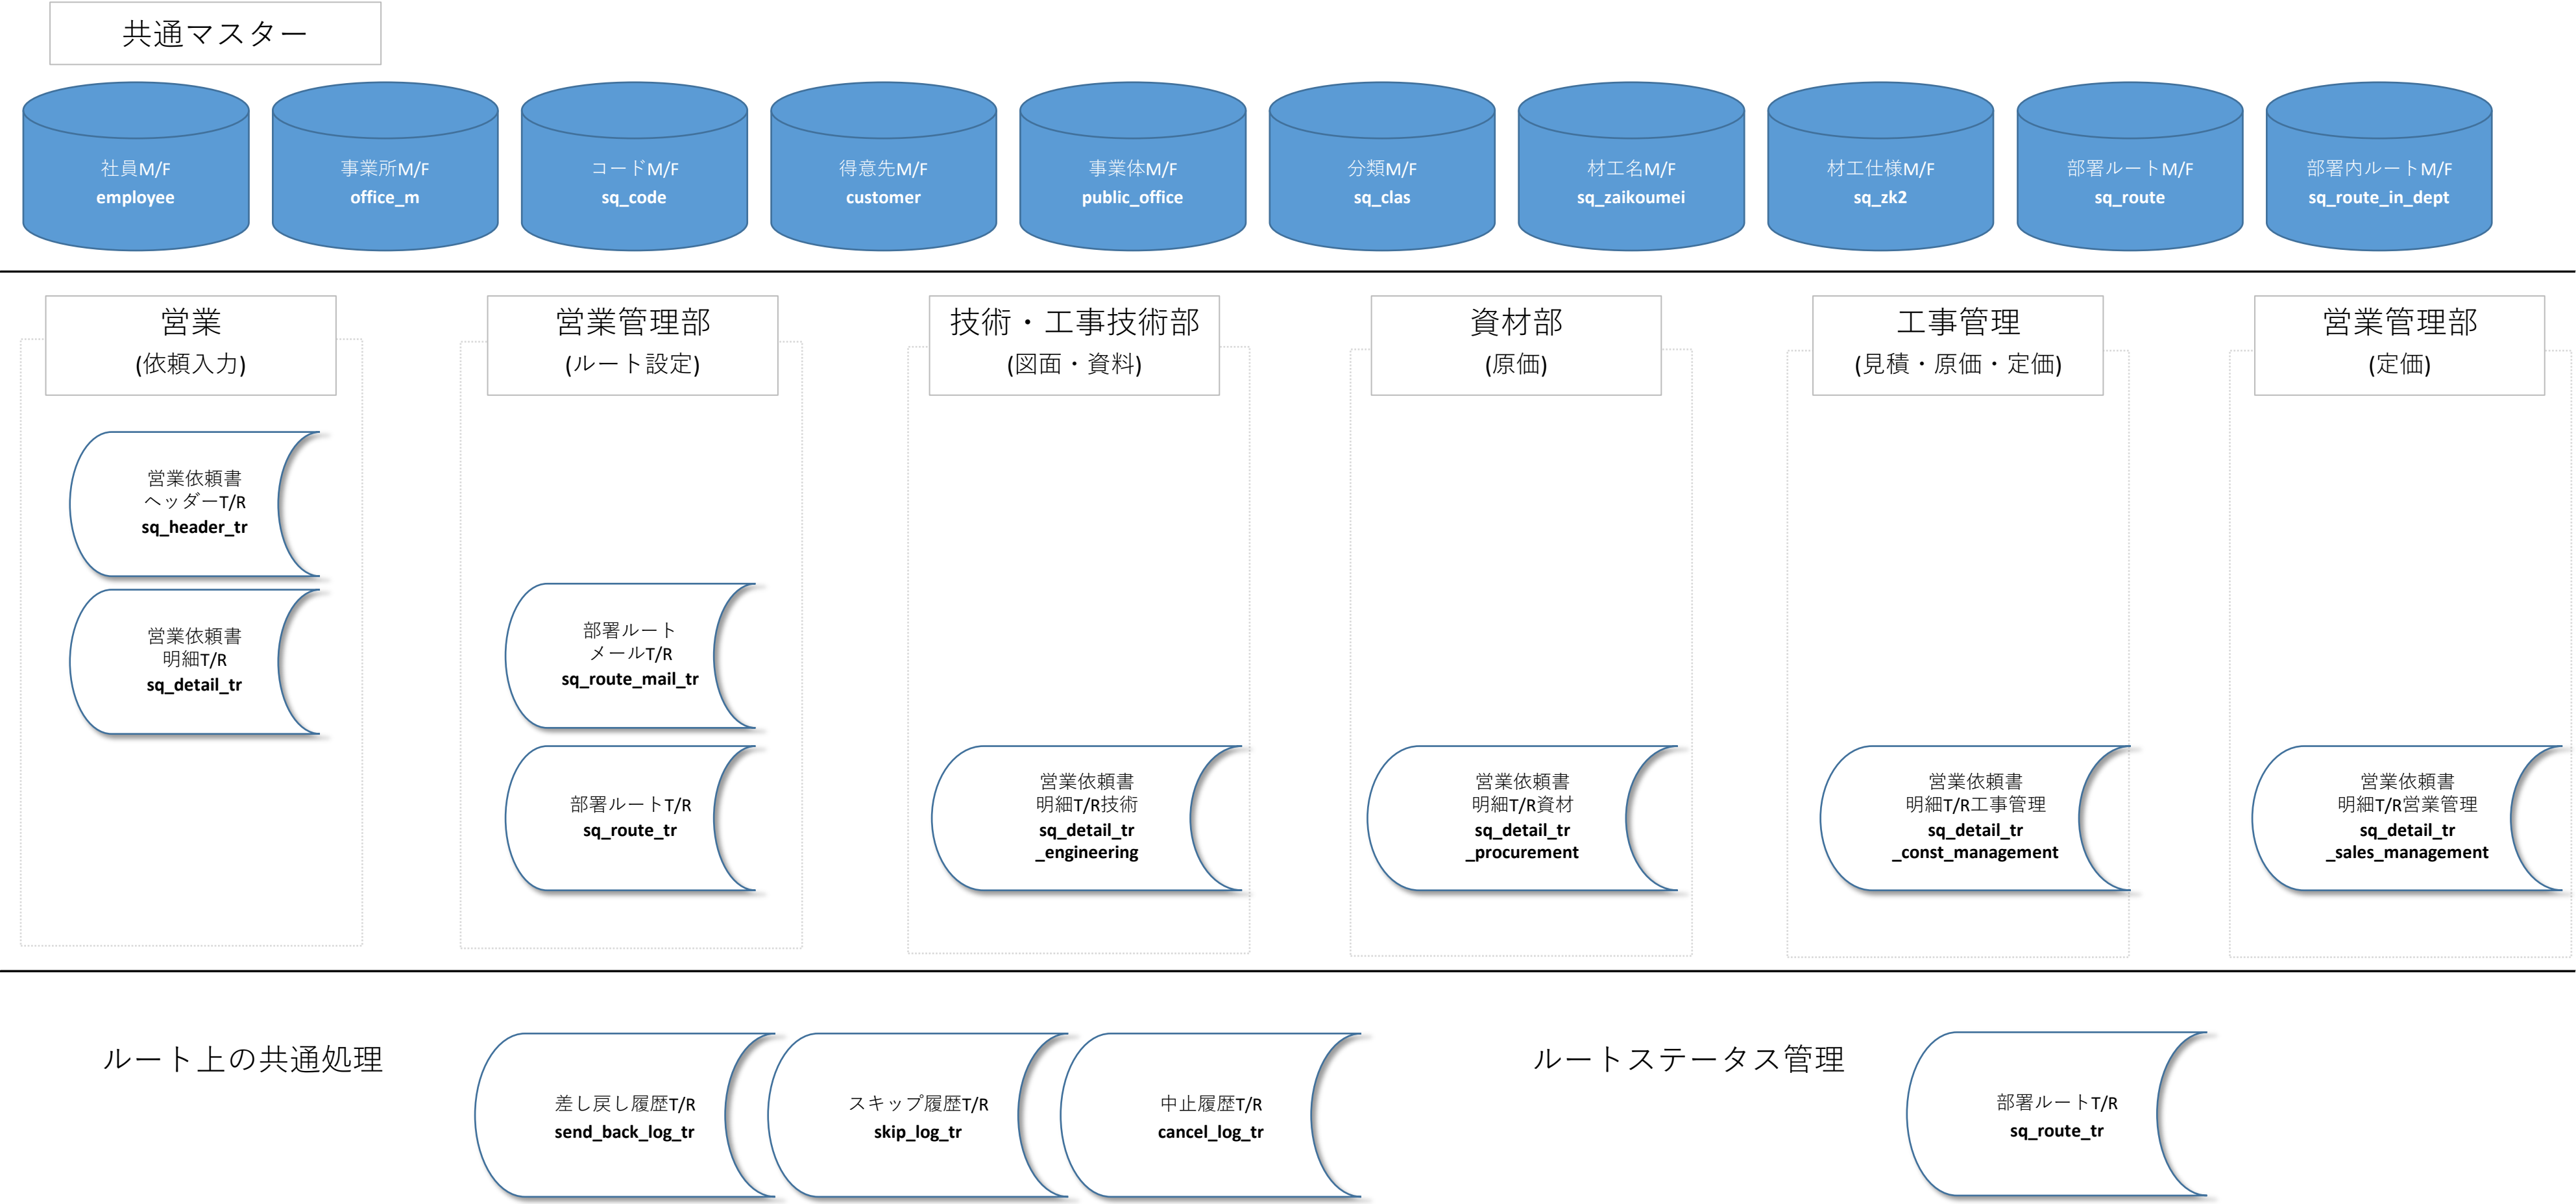 共通マスター
社員M/F
employee
事業所M/F
office_m
コードM/F
sq_code
得意先M/F
customer
事業体M/F
public_office
分類M/F
sq_clas
材工名M/F
sq_zaikoumei
材工仕様M/F
sq_zk2
部署ルートM/F
sq_route
部署内ルートM/F
sq_route_in_dept
営業
(依頼入力)
営業依頼書
ヘッダーT/R
sq_header_tr
営業依頼書
明細T/R
sq_detail_tr
営業管理部
(ルート設定)
部署ルート
メールT/R
sq_route_mail_tr
部署ルートT/R
sq_route_tr
技術・工事技術部
(図面・資料)
営業依頼書
明細T/R技術
sq_detail_tr
_engineering
資材部
(原価)
営業依頼書
明細T/R資材
sq_detail_tr
_procurement
工事管理
(見積・原価・定価)
営業依頼書
明細T/R工事管理
sq_detail_tr
_const_management
営業管理部
(定価)
営業依頼書
明細T/R営業管理
sq_detail_tr
_sales_management
ルート上の共通処理
差し戻し履歴T/R
send_back_log_tr
スキップ履歴T/R
skip_log_tr
中止履歴T/R
cancel_log_tr
ルートステータス管理
部署ルートT/R
sq_route_tr